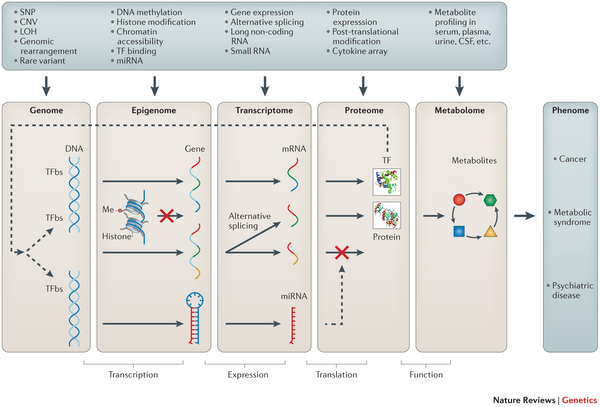 • SNP
• CNV
• LOH
• Genomic
rearrangement
• Rare variant
• DNA methylation
• Histone modification
• Chromatin
accessibility
• TF binding
• miRNA
• Gene expression
• Alternative splicing
• Long non-coding
RNA
• Small RNA
• Protein
expresssion
• Post-translational
modification
• Cytokine array
• Metabolite
profiling in
serum, plasma,
urine, CSF, etc.
Genome
Epigenome
Transcriptome
Proteome
Metabolome
Phenome
DNA
Gene
mRNA
TF
Metabolites
• Cancer
TFbs
Me
TFbs
Histone
Alternative
splicing
Protein
• Metabolic
syndrome
TFbs
miRNA
• Psychiatric
disease
Transcription
Expression
Translation
Function
Nature Reviews | Genetics